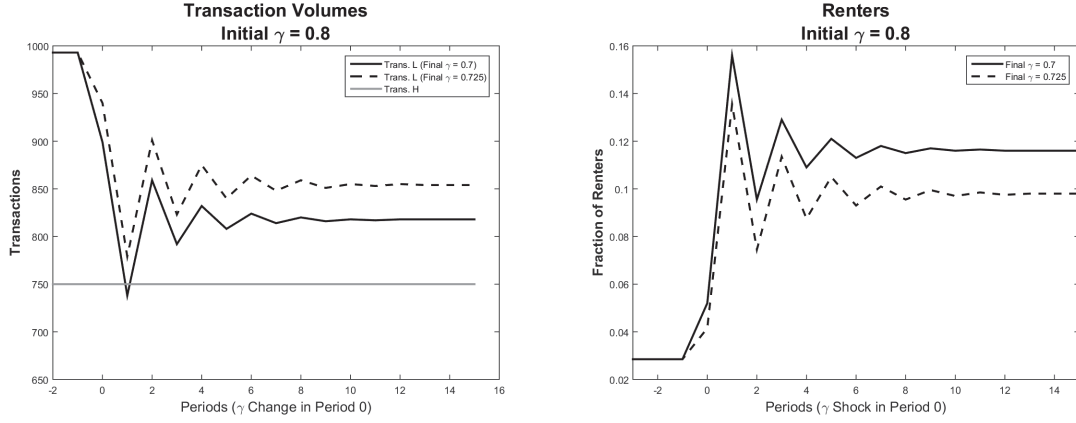 Transaction Volumes
Initial γ = 0.8
1000
950
900
850
800
750
700
650
Transactions
Trans. L (Final γ = 0.7)
Trans. L (Final γ = 0.725)
Trans. H
-2 0 2 4 6 8 10 12 14 16
Periods (γ Change in Period 0)
Renters
Initial γ = 0.8
0.16
0.14
0.12
0.1
0.08
0.06
0.04
0.02
Fraction of Renters
Final γ = 0.7
Final γ = 0.725
-2 0 2 4 6 8 10 12 14
Periods (γ Shock in Period 0)